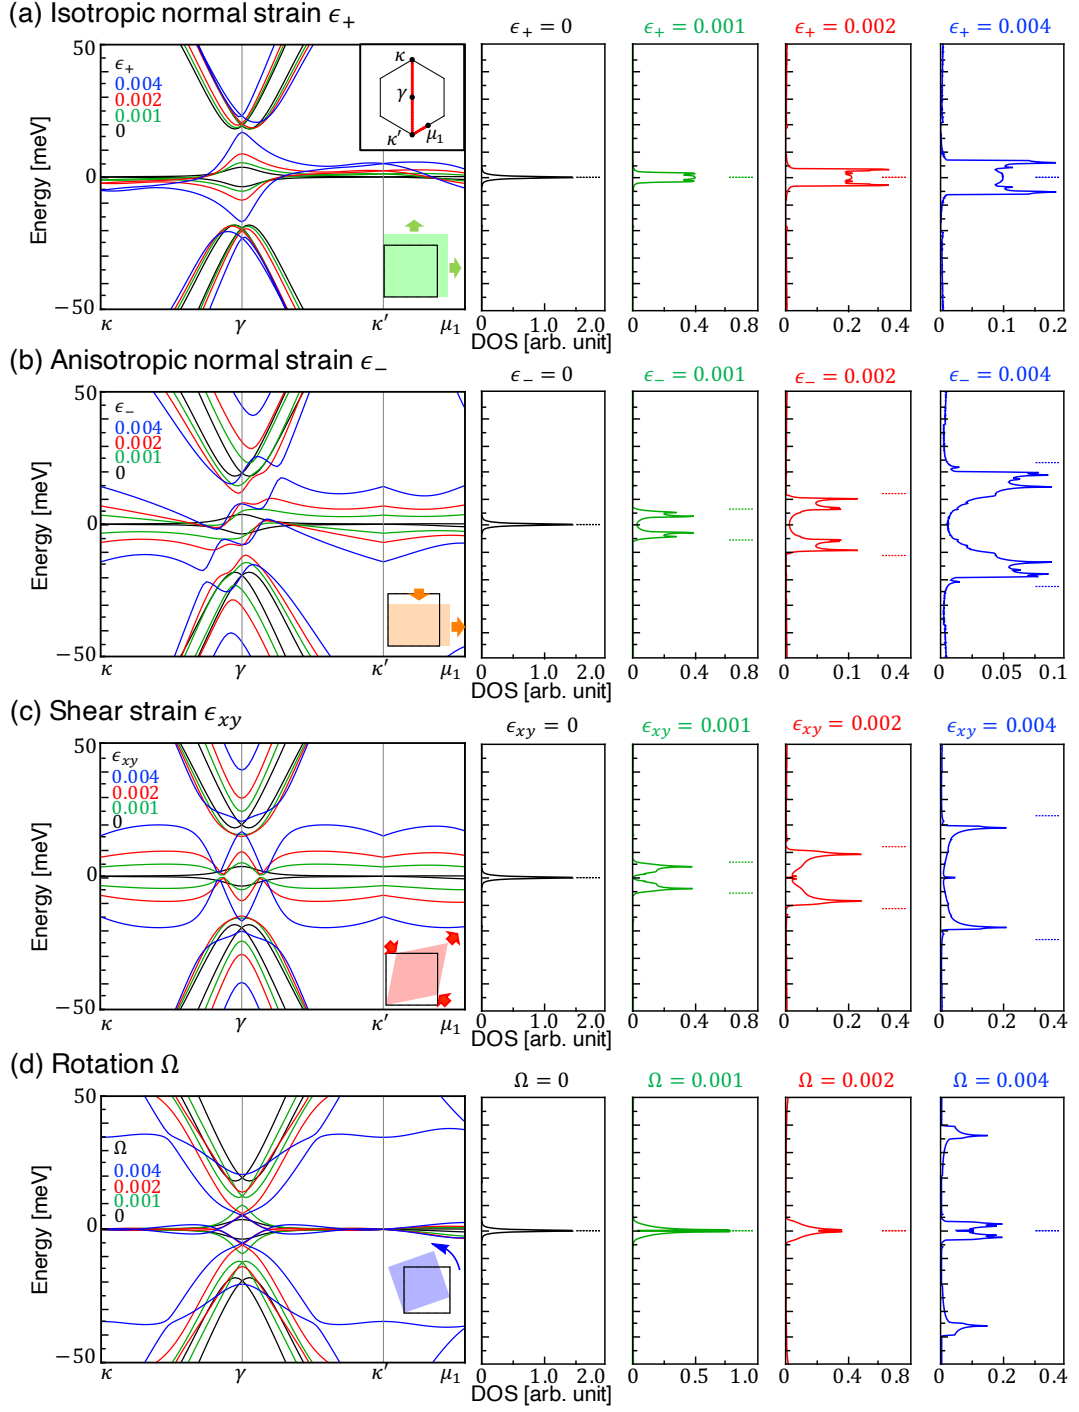 (a) Isotropic normal strain ϵ₊
ϵ₊ = 0
ϵ₊ = 0.001
ϵ₊ = 0.002
ϵ₊ = 0.004
50
0
−50
Energy [meV]
ϵ₊
0.004
0.002
0.001
0
κ
γ
κ′
μ₁
κ γ κ′ μ₁
0 1.0 2.0
0 0.4 0.8
0 0.2 0.4
0 0.1 0.2
DOS [arb. unit]
(b) Anisotropic normal strain ϵ₋
ϵ₋ = 0
ϵ₋ = 0.001
ϵ₋ = 0.002
ϵ₋ = 0.004
50
0
−50
Energy [meV]
ϵ₋
0.004
0.002
0.001
0
κ γ κ′ μ₁
0 1.0 2.0
0 0.4 0.8
0 0.2 0.4
0 0.05 0.1
DOS [arb. unit]
(c) Shear strain ϵxy
ϵxy = 0
ϵxy = 0.001
ϵxy = 0.002
ϵxy = 0.004
50
0
−50
Energy [meV]
ϵxy
0.004
0.002
0.001
0
κ γ κ′ μ₁
0 1.0 2.0
0 0.4 0.8
0 0.2 0.4
0 0.2 0.4
DOS [arb. unit]
(d) Rotation Ω
Ω = 0
Ω = 0.001
Ω = 0.002
Ω = 0.004
50
0
−50
Energy [meV]
Ω
0.004
0.002
0.001
0
κ γ κ′ μ₁
0 1.0 2.0
0 0.5 1.0
0 0.2 0.4
0 0.2 0.4
DOS [arb. unit]